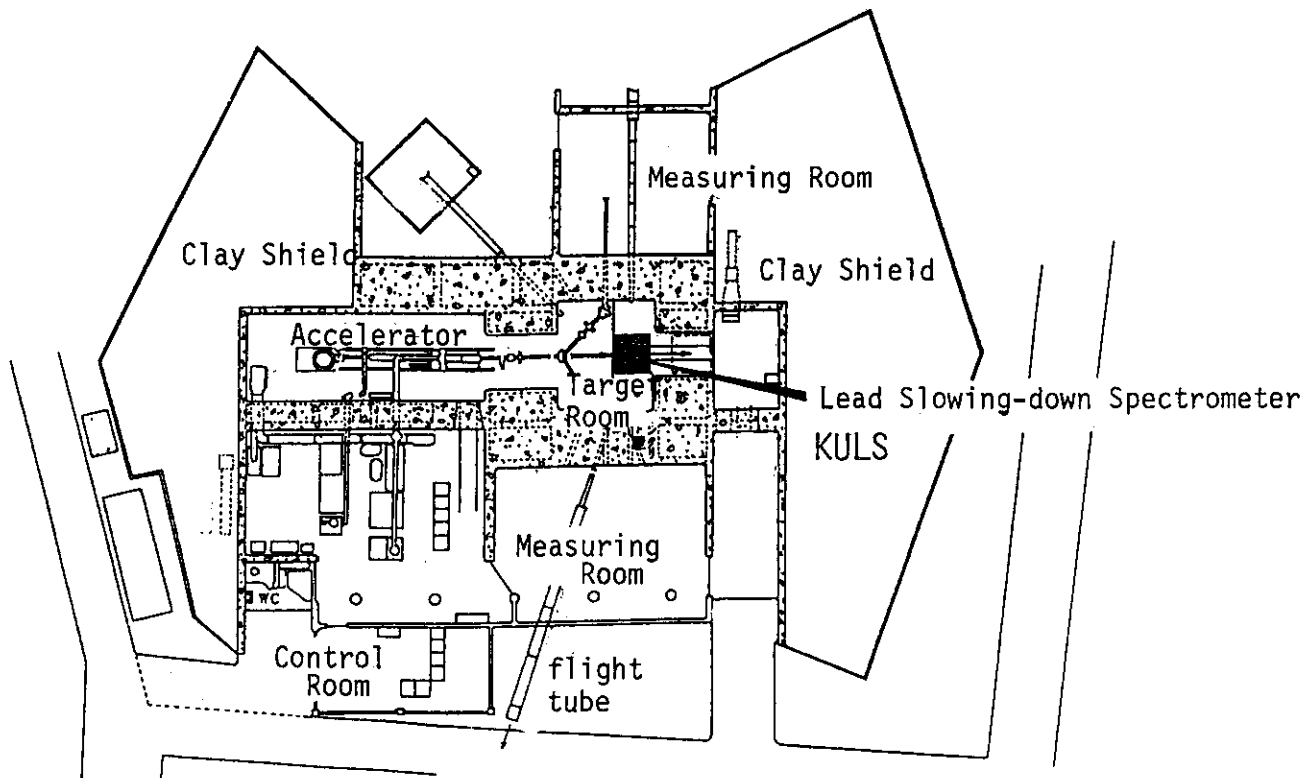 Measuring Room
Clay Shield
Clay Shield
Accelerator
Target
Room
Lead Slowing-down Spectrometer
KULS
Measuring
Room
WC
Control
Room
flight
tube